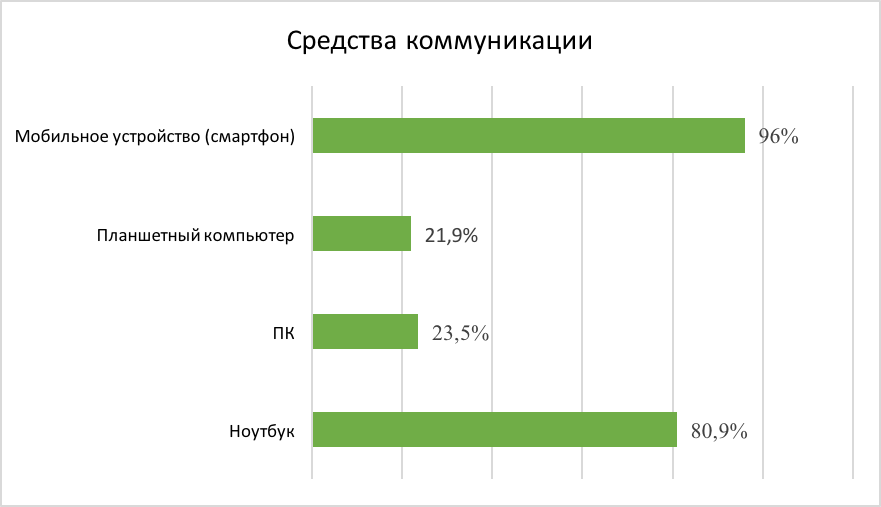 Средства коммуникации
Мобильное устройство (смартфон)
96%
Планшетный компьютер
21,9%
ПК
23,5%
Ноутбук
80,9%